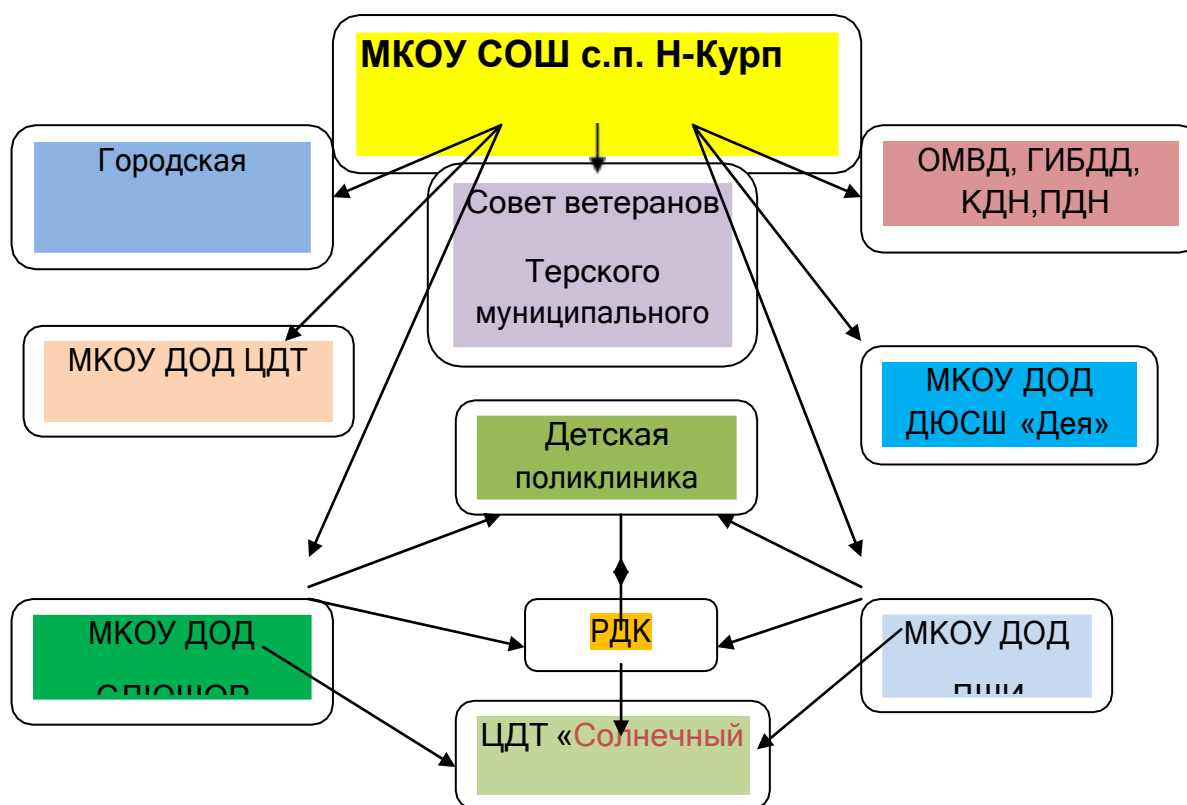 МКОУ СОШ с.п. Н-Курп
Городская
ОМВД, ГИБДД,
КДН,ПДН
Совет ветеранов
Терского
муниципального
МКОУ ДОД ЦДТ
МКОУ ДОД
ДЮСШ «Дея»
Детская
поликлиника
МКОУ ДОД
РДК
МКОУ ДОД
ЦДТ «Солнечный